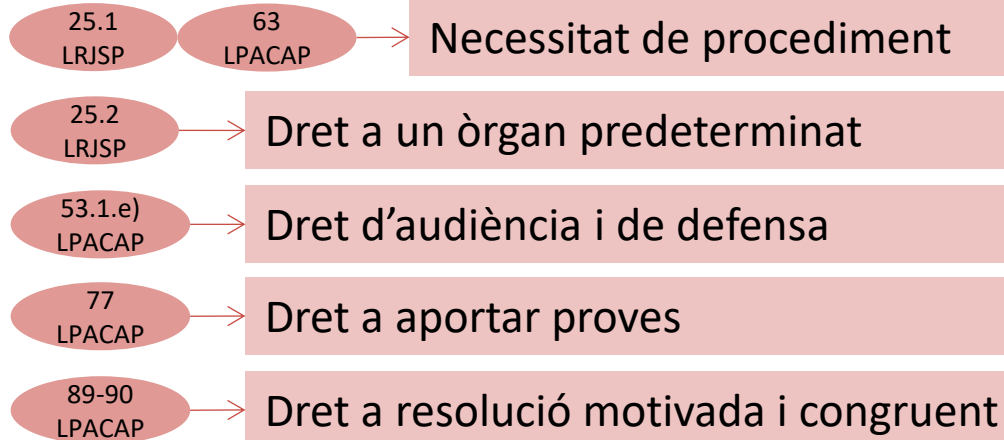 25.1
LRJSP
63
LPACAP
Necessitat de procediment
25.2
LRJSP
Dret a un òrgan predeterminat
53.1.e)
LPACAP
Dret d’audiència i de defensa
77
LPACAP
Dret a aportar proves
89-90
LPACAP
Dret a resolució motivada i congruent